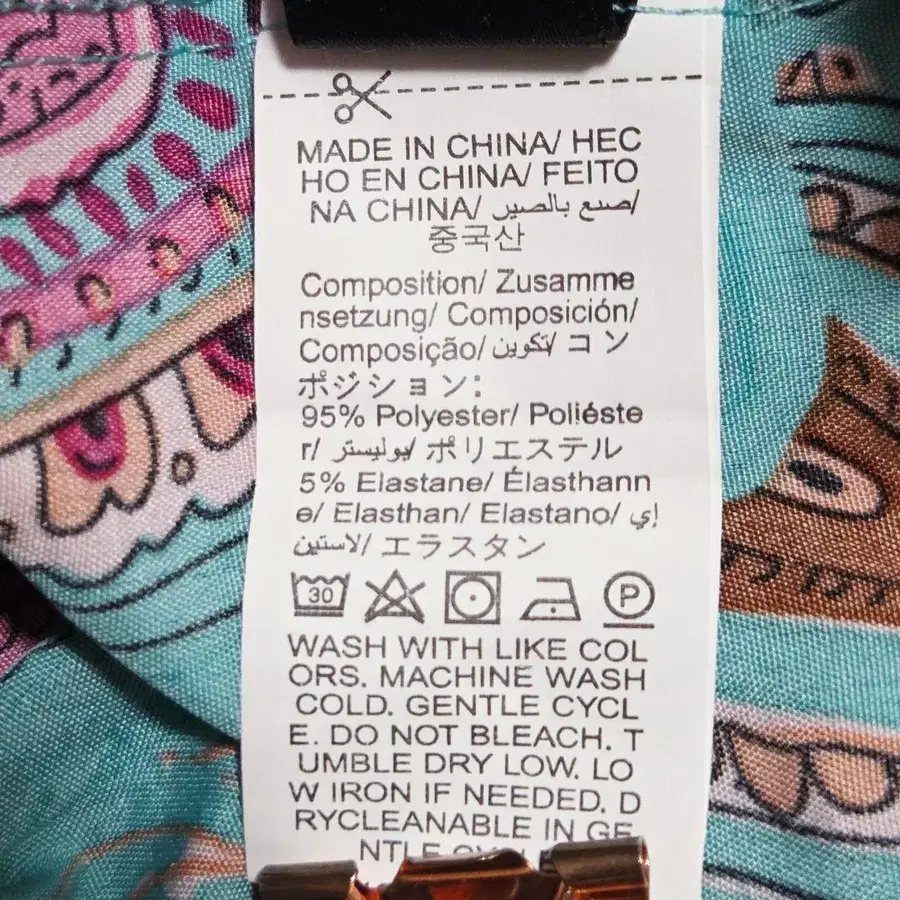 MADE IN CHINA/ HEC
HO EN CHINA/ FEITO
NA CHINA/ صنع بالصين/
중국산
Composition/ Zusamme
nsetzung/ Composición/
Composição/ تكوين/ コン
ポジション:
95% Polyester/ Poliéste
r/ بوليستر/ ポリエステル
5% Elastane/ Élasthann
e/ Elasthan/ Elastano/ إي
لاستين/ エラスタン
30
P
WASH WITH LIKE COL
ORS. MACHINE WASH
COLD. GENTLE CYCL
E. DO NOT BLEACH. T
UMBLE DRY LOW. LO
W IRON IF NEEDED. D
RYCLEANABLE IN GE
NTLE